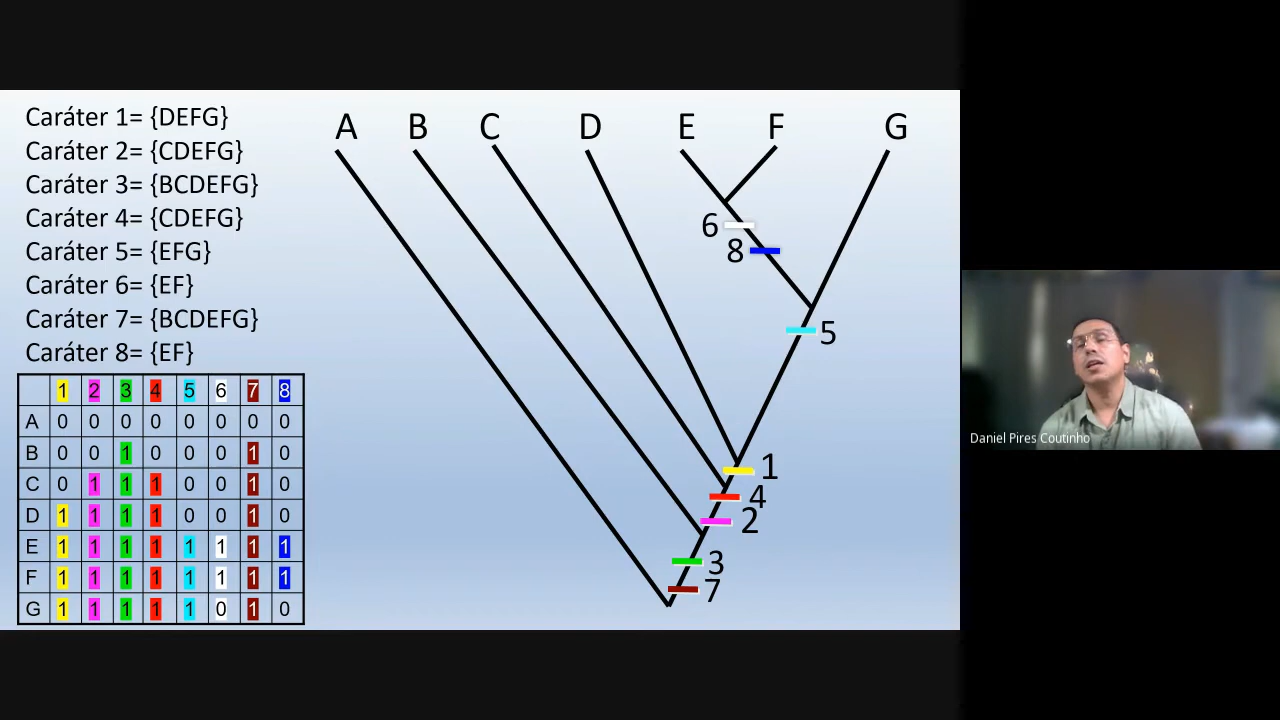 Caráter 1= {DEFG}
Caráter 2= {CDEFG}
Caráter 3= {BCDEFG}
Caráter 4= {CDEFG}
Caráter 5= {EFG}
Caráter 6= {EF}
Caráter 7= {BCDEFG}
Caráter 8= {EF}
1 2 3 4 5 6 7 8
A 0 0 0 0 0 0 0 0
B 0 0 1 0 0 0 1 0
C 0 1 1 1 0 0 1 0
D 1 1 1 1 0 0 1 0
E 1 1 1 1 1 1 1 1
F 1 1 1 1 1 1 1 1
G 1 1 1 1 1 0 1 0
A B C D E F G
6
8
5
1
4
2
3
7
Daniel Pires Coutinho